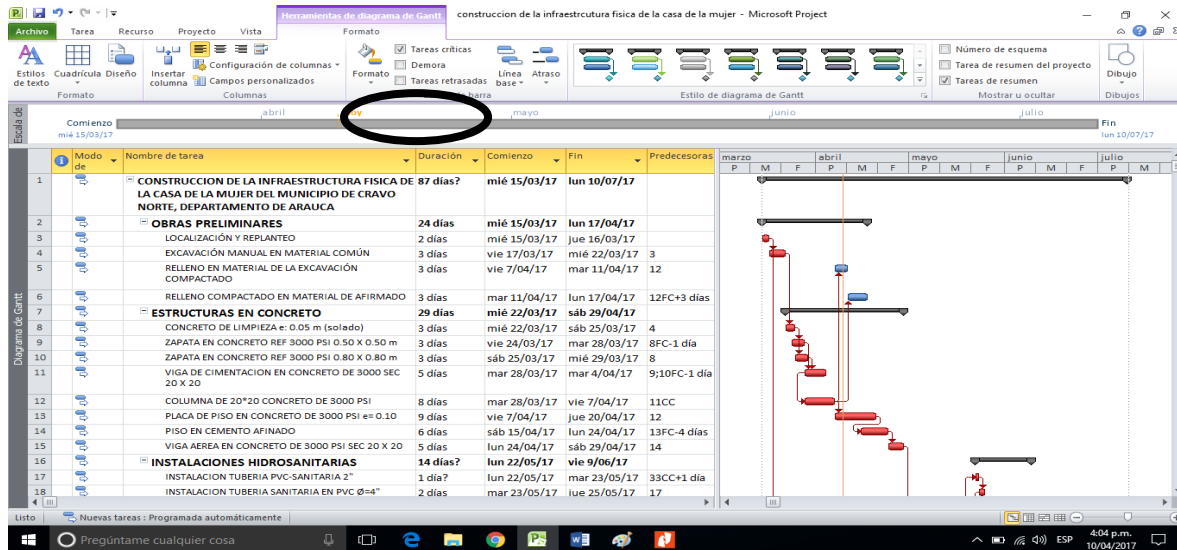 Herramientas de diagrama de Gantt
construccion de la infraestrcutura fisica de la casa de la mujer - Microsoft Project
Archivo Tarea Recurso Proyecto Vista Formato
Estilos de texto
Cuadrícula
Diseño
Formato
Insertar columna
Configuración de columnas
Campos personalizados
Columnas
Formato
Tareas críticas
Demora
Tareas retrasadas
Línea base
Atraso
barra
Estilo de diagrama de Gantt
Número de esquema
Tarea de resumen del proyecto
Tareas de resumen
Mostrar u ocultar
Dibujo
Dibujos
Escala de
abril mayo junio julio
Comienzo
mié 15/03/17
Fin
lun 10/07/17
Diagrama de Gantt
Modo de Nombre de tarea Duración Comienzo Fin Predecesoras
marzo abril mayo junio julio
P M F P M F P M F P M F P M
1 CONSTRUCCION DE LA INFRAESTRUCTURA FISICA DE 87 días? mié 15/03/17 lun 10/07/17
LA CASA DE LA MUJER DEL MUNICIPIO DE CRAVO
NORTE, DEPARTAMENTO DE ARAUCA
2 OBRAS PRELIMINARES 24 días mié 15/03/17 lun 17/04/17
3 LOCALIZACIÓN Y REPLANTEO 2 días mié 15/03/17 jue 16/03/17
4 EXCAVACIÓN MANUAL EN MATERIAL COMÚN 3 días vie 17/03/17 mié 22/03/17 3
5 RELLENO EN MATERIAL DE LA EXCAVACIÓN 3 días vie 7/04/17 mar 11/04/17 12
COMPACTADO
6 RELLENO COMPACTADO EN MATERIAL DE AFIRMADO 3 días mar 11/04/17 lun 17/04/17 12FC+3 días
7 ESTRUCTURAS EN CONCRETO 29 días mié 22/03/17 sáb 29/04/17
8 CONCRETO DE LIMPIEZA e: 0.05 m (solado) 3 días mié 22/03/17 sáb 25/03/17 4
9 ZAPATA EN CONCRETO REF 3000 PSI 0.50 X 0.50 m 3 días vie 24/03/17 mar 28/03/17 8FC-1 día
10 ZAPATA EN CONCRETO REF 3000 PSI 0.80 X 0.80 m 3 días sáb 25/03/17 mié 29/03/17 8
11 VIGA DE CIMENTACION EN CONCRETO DE 3000 SEC 5 días mar 28/03/17 mar 4/04/17 9;10FC-1 día
20 X 20
12 COLUMNA DE 20*20 CONCRETO DE 3000 PSI 8 días mar 28/03/17 vie 7/04/17 11CC
13 PLACA DE PISO EN CONCRETO DE 3000 PSI e= 0.10 9 días vie 7/04/17 jue 20/04/17 12
14 PISO EN CEMENTO AFINADO 6 días sáb 15/04/17 lun 24/04/17 13FC-4 días
15 VIGA AEREA EN CONCRETO DE 3000 PSI SEC 20 X 20 5 días lun 24/04/17 sáb 29/04/17 14
16 INSTALACIONES HIDROSANITARIAS 14 días? lun 22/05/17 vie 9/06/17
17 INSTALACION TUBERIA PVC-SANITARIA 2" 1 día? lun 22/05/17 mar 23/05/17 33CC+1 día
18 INSTALACION TUBERIA SANITARIA EN PVC Ø=4" 2 días mar 23/05/17 jue 25/05/17 17
Listo Nuevas tareas : Programada automáticamente
Pregúntame cualquier cosa
ESP
4:04 p.m.
10/04/2017